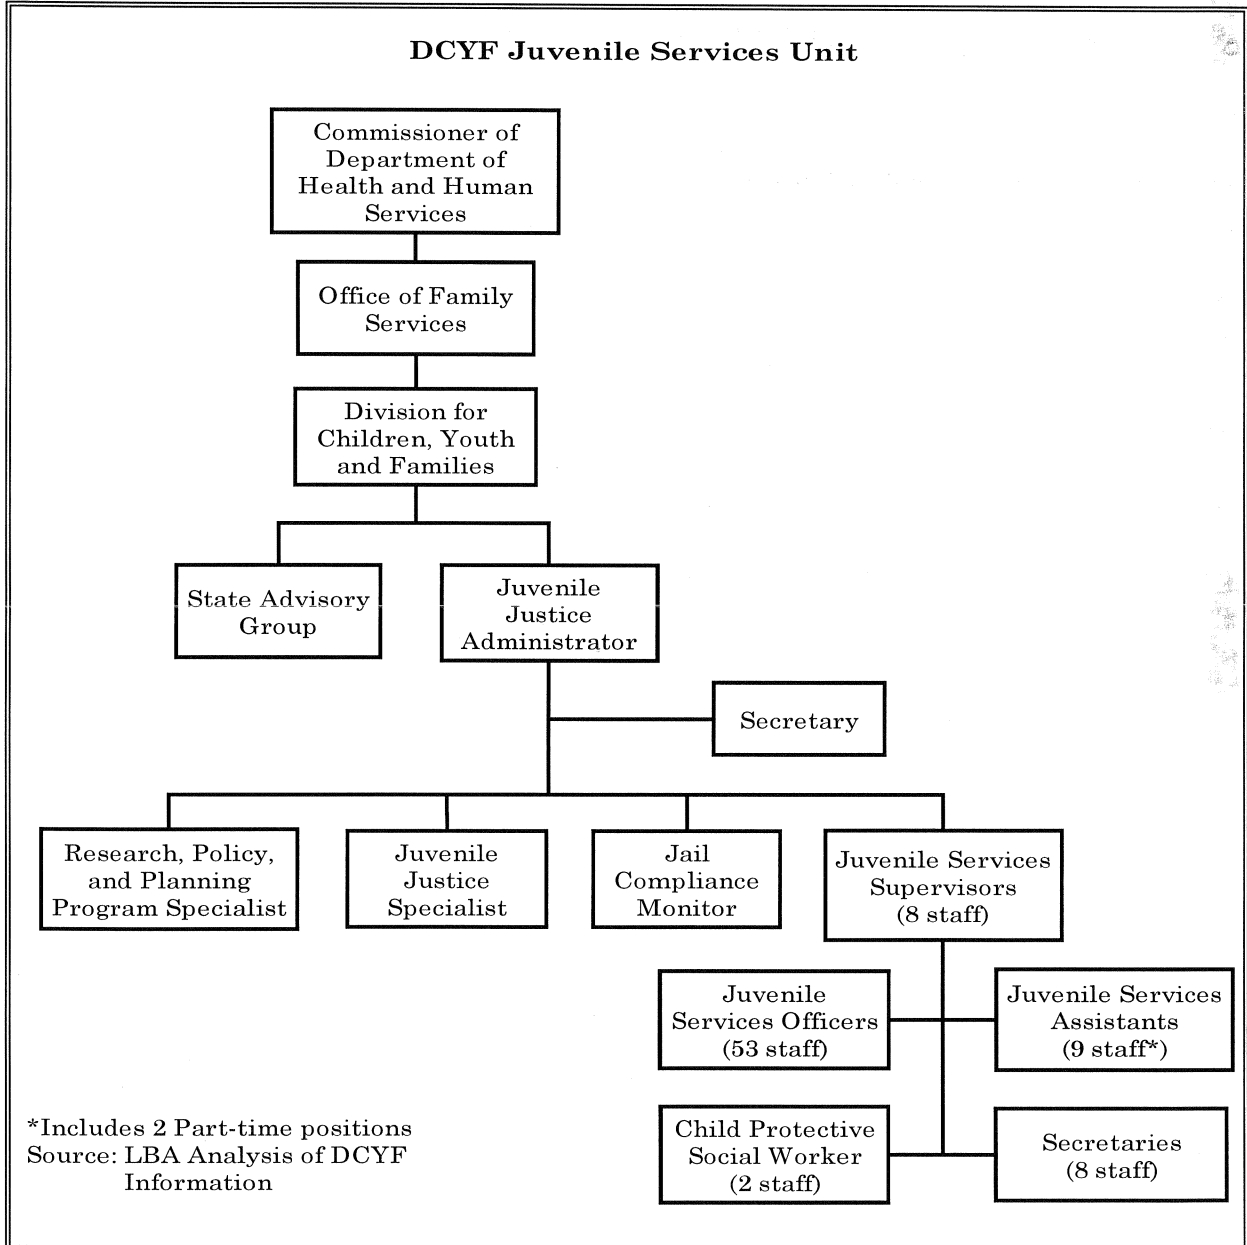 DCYF Juvenile Services Unit
Commissioner of
Department of
Health and Human
Services
Office of Family
Services
Division for
Children, Youth
and Families
State Advisory
Group
Juvenile
Justice
Administrator
Secretary
Research, Policy,
and Planning
Program Specialist
Juvenile
Justice
Specialist
Jail
Compliance
Monitor
Juvenile Services
Supervisors
(8 staff)
Juvenile
Services Officers
(53 staff)
Juvenile Services
Assistants
(9 staff*)
Child Protective
Social Worker
(2 staff)
Secretaries
(8 staff)
*Includes 2 Part-time positions
Source: LBA Analysis of DCYF
Information